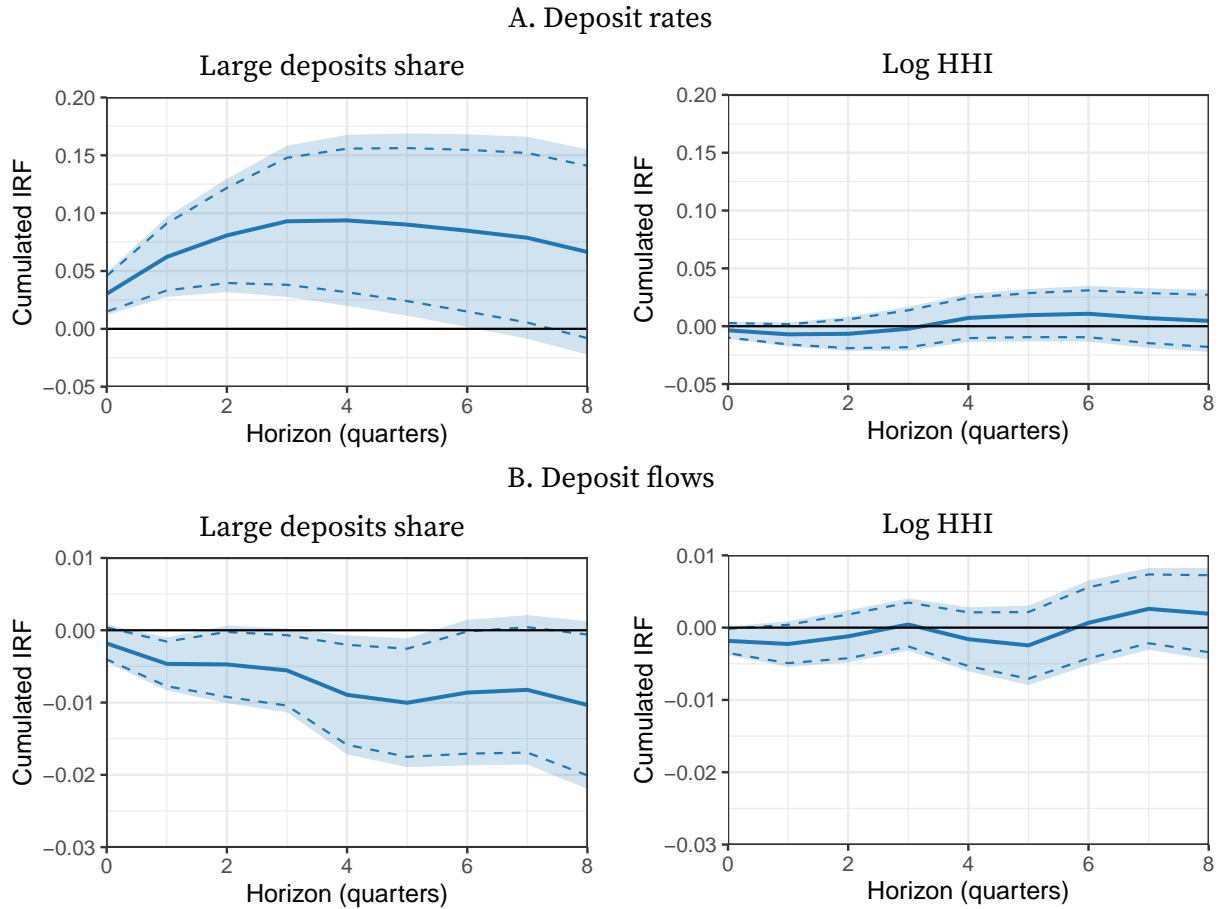 A. Deposit rates
Large deposits share
Cumulated IRF
0.20
0.15
0.10
0.05
0.00
−0.05
0 2 4 6 8
Horizon (quarters)
Log HHI
Cumulated IRF
0.20
0.15
0.10
0.05
0.00
−0.05
0 2 4 6 8
Horizon (quarters)
B. Deposit flows
Large deposits share
Cumulated IRF
0.01
0.00
−0.01
−0.02
−0.03
0 2 4 6 8
Horizon (quarters)
Log HHI
Cumulated IRF
0.01
0.00
−0.01
−0.02
−0.03
0 2 4 6 8
Horizon (quarters)